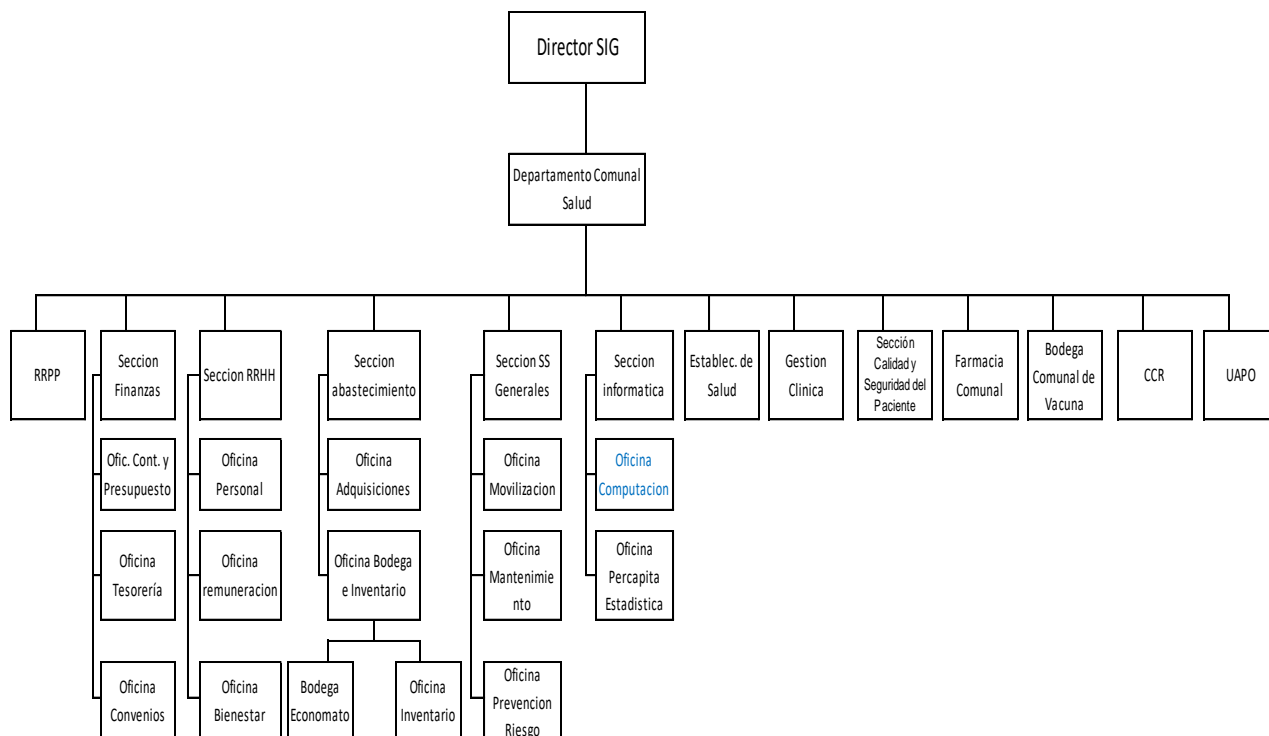 Director SIG
Departamento Comunal
Salud
RRPP
Seccion
Finanzas
Seccion RRHH
Seccion
abastecimiento
Seccion SS
Generales
Seccion
informatica
Establec. de
Salud
Gestion
Clinica
Sección
Calidad y
Seguridad del
Paciente
Farmacia
Comunal
Bodega
Comunal de
Vacuna
CCR
UAPO
Ofic. Cont. y
Presupuesto
Oficina
Personal
Oficina
Adquisiciones
Oficina
Movilizacion
Oficina
Computacion
Oficina
Tesorería
Oficina
remuneracion
Oficina Bodega
e Inventario
Oficina
Mantenimie
nto
Oficina
Percapita
Estadistica
Oficina
Convenios
Oficina
Bienestar
Bodega
Economato
Oficina
Inventario
Oficina
Prevencion
Riesgo